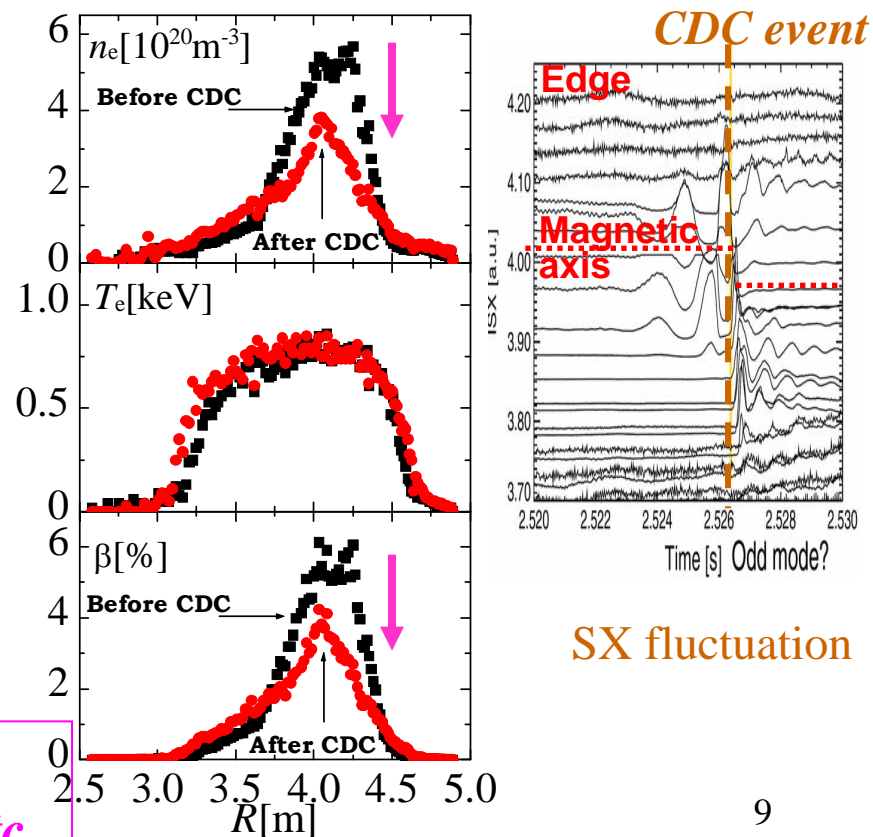 6
n_e[10^20 m^-3]
Before CDC
4
2
After CDC
0
1.0
T_e[keV]
0.5
0
6
β[%]
Before CDC
4
2
After CDC
0
2.5 3.0 3.5 4.0 4.5 5.0
R[m]
CDC event
Edge
4.20
4.10
Magnetic
axis
4.00
3.90
3.80
3.70
2.520 2.522 2.524 2.526 2.528 2.530
Time [s] Odd mode?
SX fluctuation
9